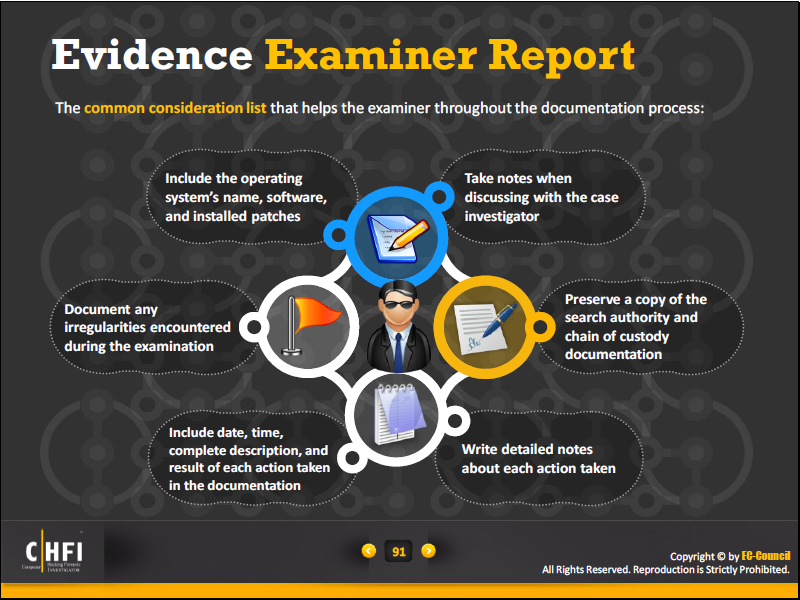 Evidence Examiner Report
The common consideration list that helps the examiner throughout the documentation process:
Include the operating
system's name, software,
and installed patches
Take notes when
discussing with the case
investigator
Document any
irregularities encountered
during the examination
Preserve a copy of the
search authority and
chain of custody
documentation
Include date, time,
complete description, and
result of each action taken
in the documentation
Write detailed notes
about each action taken
CHFI
Computer Hacking Forensic
INVESTIGATOR
91
Copyright © by EC-Council
All Rights Reserved. Reproduction is Strictly Prohibited.